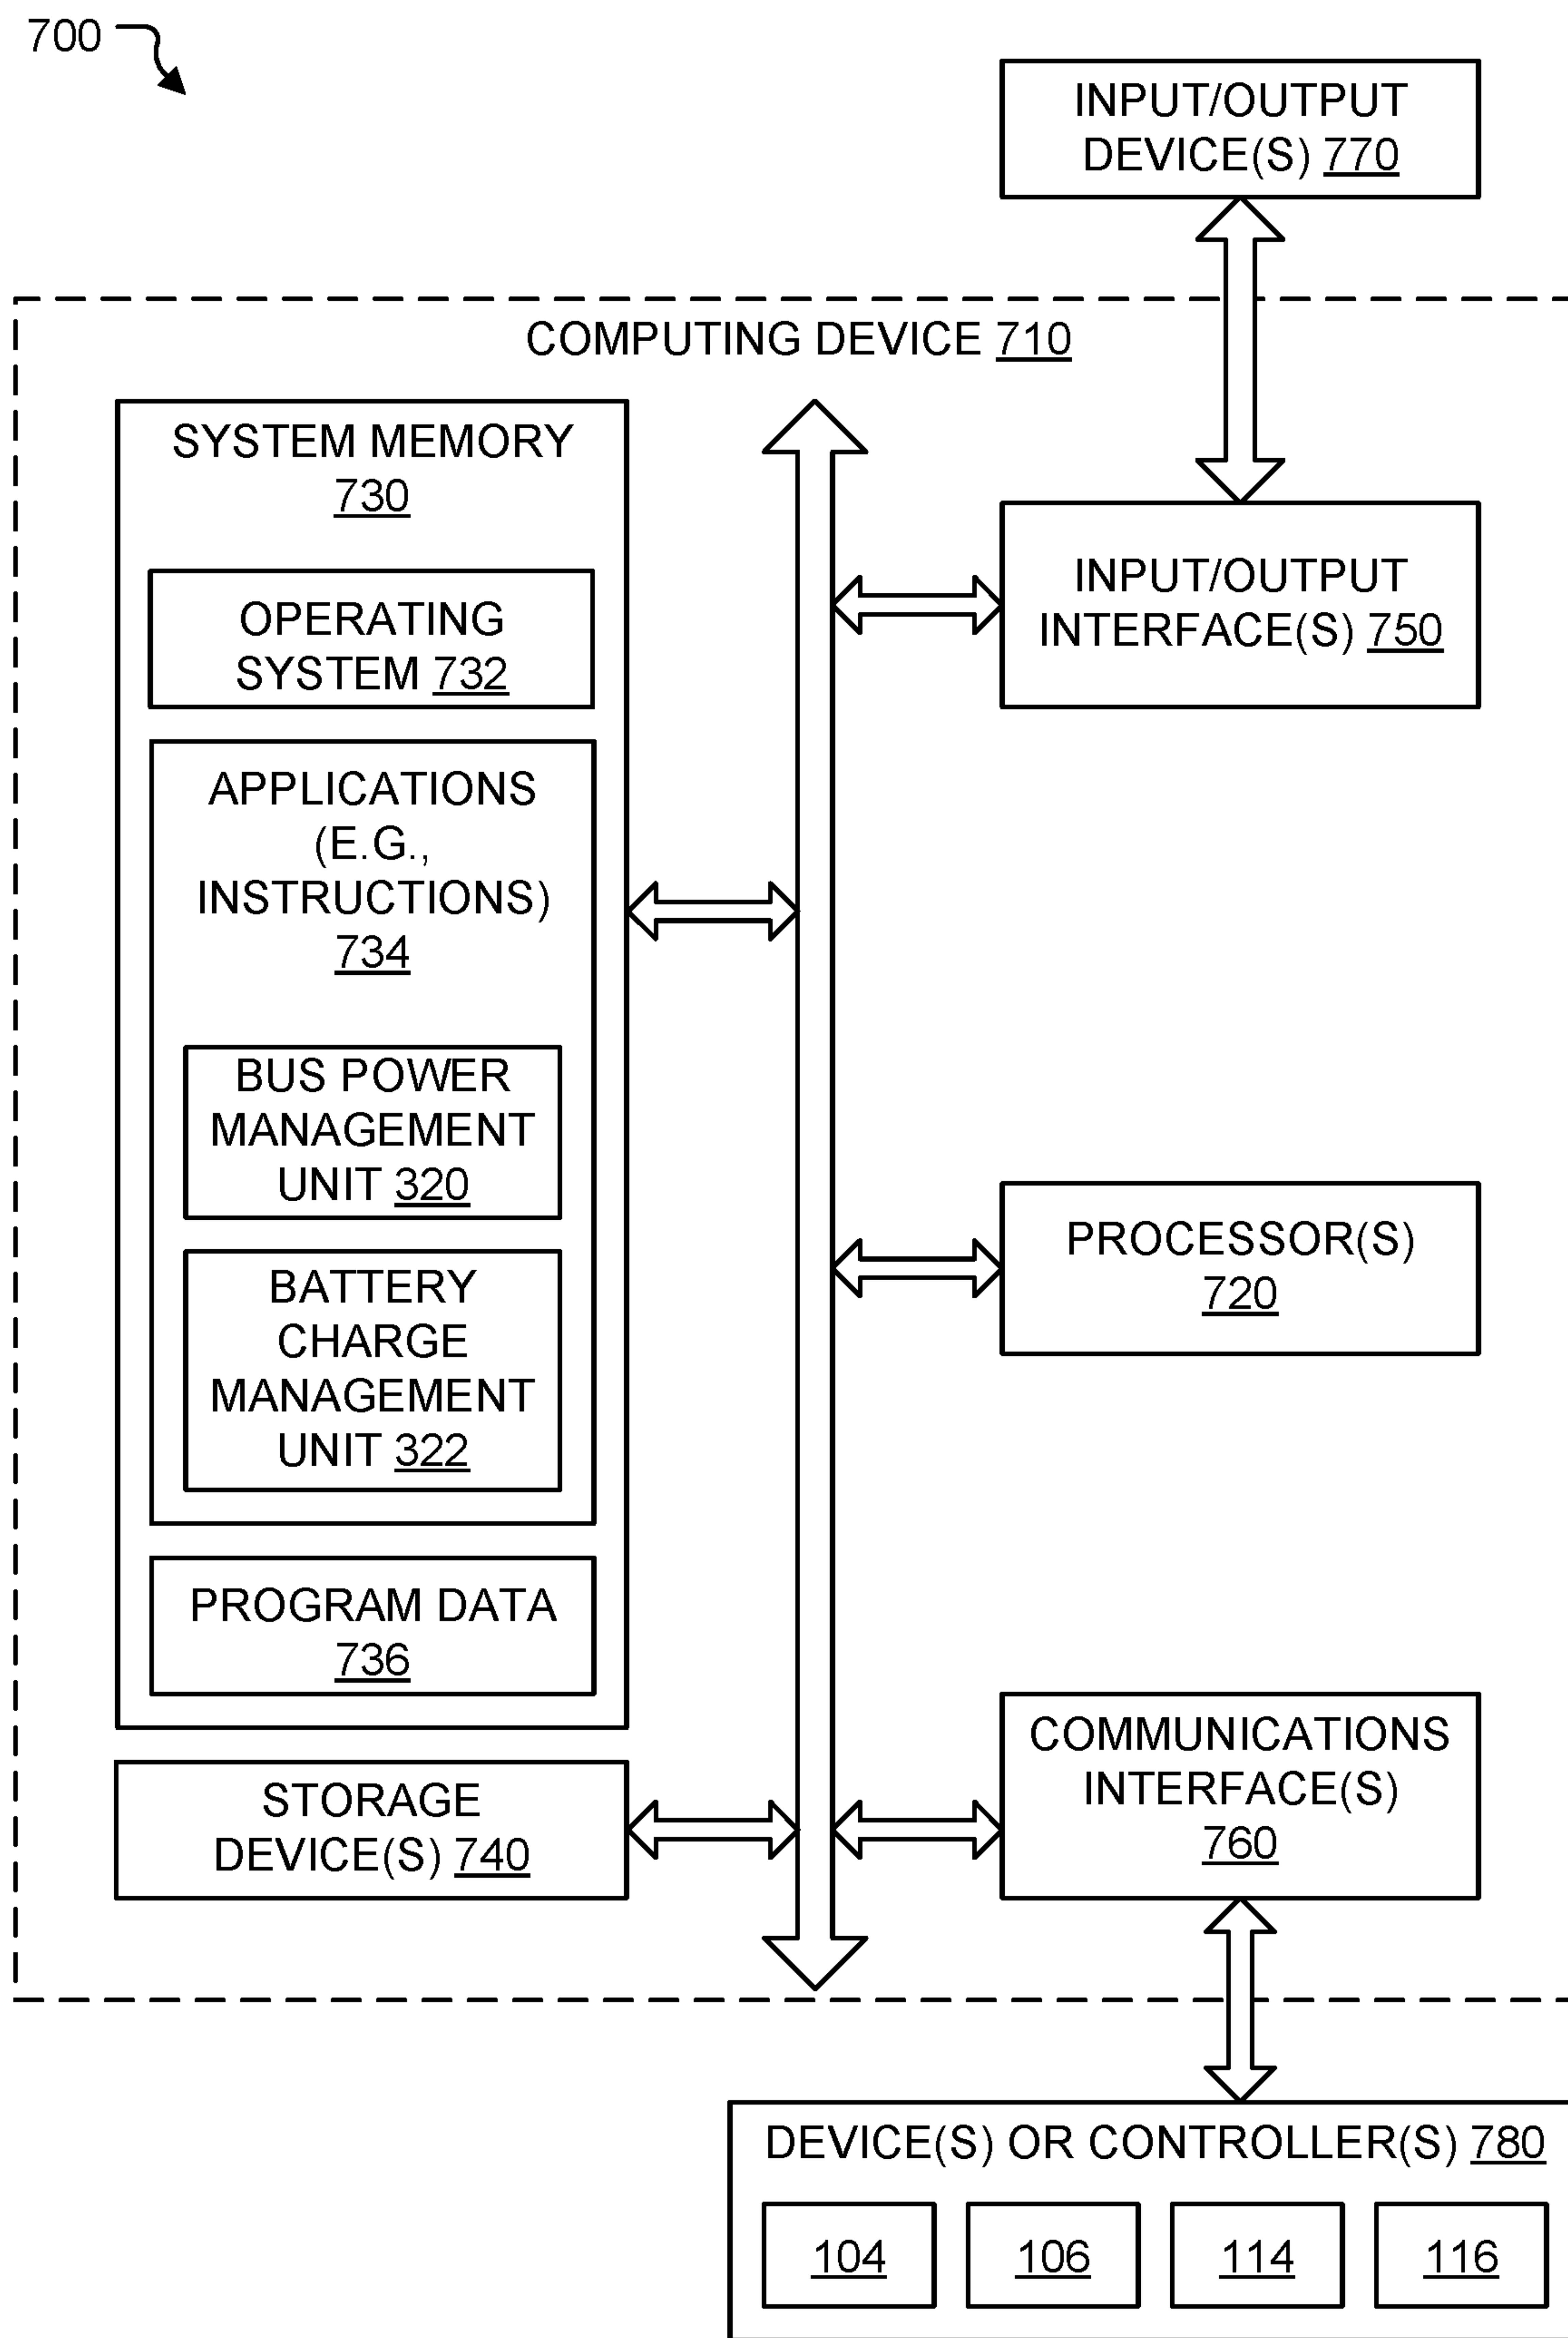 700
INPUT/OUTPUT
DEVICE(S) 770
COMPUTING DEVICE 710
SYSTEM MEMORY
730
OPERATING
SYSTEM 732
APPLICATIONS
(E.G.,
INSTRUCTIONS)
734
BUS POWER
MANAGEMENT
UNIT 320
BATTERY
CHARGE
MANAGEMENT
UNIT 322
PROGRAM DATA
736
STORAGE
DEVICE(S) 740
INPUT/OUTPUT
INTERFACE(S) 750
PROCESSOR(S)
720
COMMUNICATIONS
INTERFACE(S)
760
DEVICE(S) OR CONTROLLER(S) 780
104 106 114 116